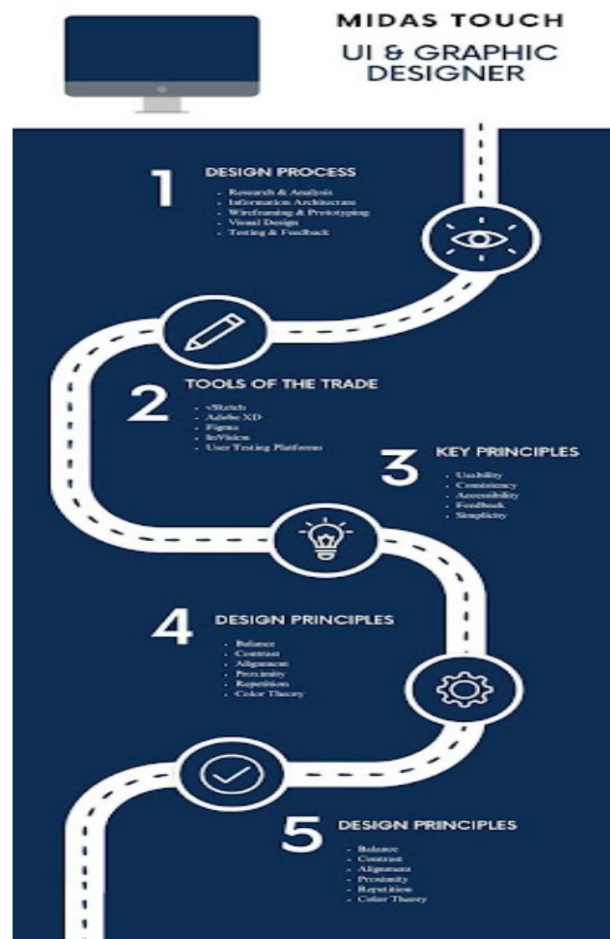 MIDAS TOUCH
UI & GRAPHIC
DESIGNER
1
DESIGN PROCESS
Research & Analysis
Information Architecture
Wireframing & Prototyping
Visual Design
Testing & Feedback
2
TOOLS OF THE TRADE
vSketch
Adobe XD
Figma
InVision
User Testing Platforms
3
KEY PRINCIPLES
Usability
Consistency
Accessibility
Feedback
Simplicity
4
DESIGN PRINCIPLES
Balance
Contrast
Alignment
Proximity
Repetition
Color Theory
5
DESIGN PRINCIPLES
Balance
Contrast
Alignment
Proximity
Repetition
Color Theory